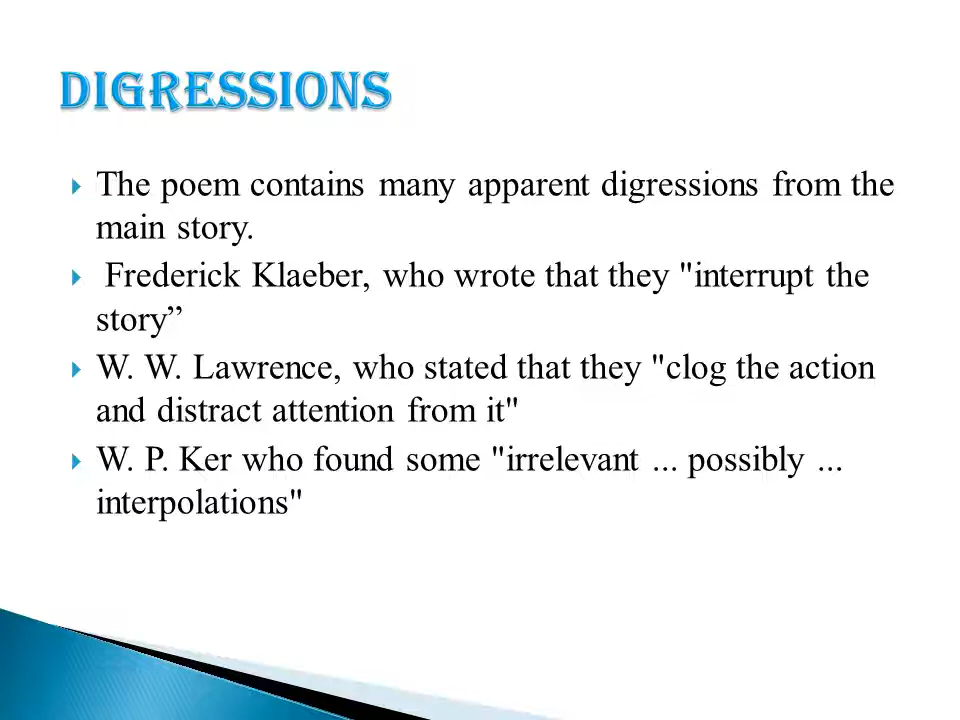 DIGRESSIONS
The poem contains many apparent digressions from the
main story.
Frederick Klaeber, who wrote that they "interrupt the
story”
W. W. Lawrence, who stated that they "clog the action
and distract attention from it"
W. P. Ker who found some "irrelevant ... possibly ...
interpolations"